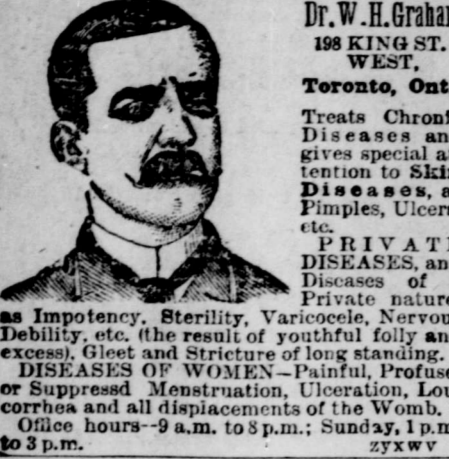 Dr. W. H. Graha
198 KING ST.
WEST,
Toronto, Ont
Treats Chron
Diseases an
gives special a
tention to Ski
Diseases, a
Pimples, Ulcer
etc.
PRIVAT
DISEASES, an
Diseases of
Private natur
as Impotency, Sterility, Varicocele, Nervou
Debility, etc. (the result of youthful folly an
excess), Gleet and Stricture of long standing.
DISEASES OF WOMEN—Painful, Profuse
or Suppressd Menstruation, Ulceration, Lou
corrhea and all displacements of the Womb.
Office hours—9 a.m. to 8 p.m.; Sunday, 1 p.m
to 3 p.m. zyxwv